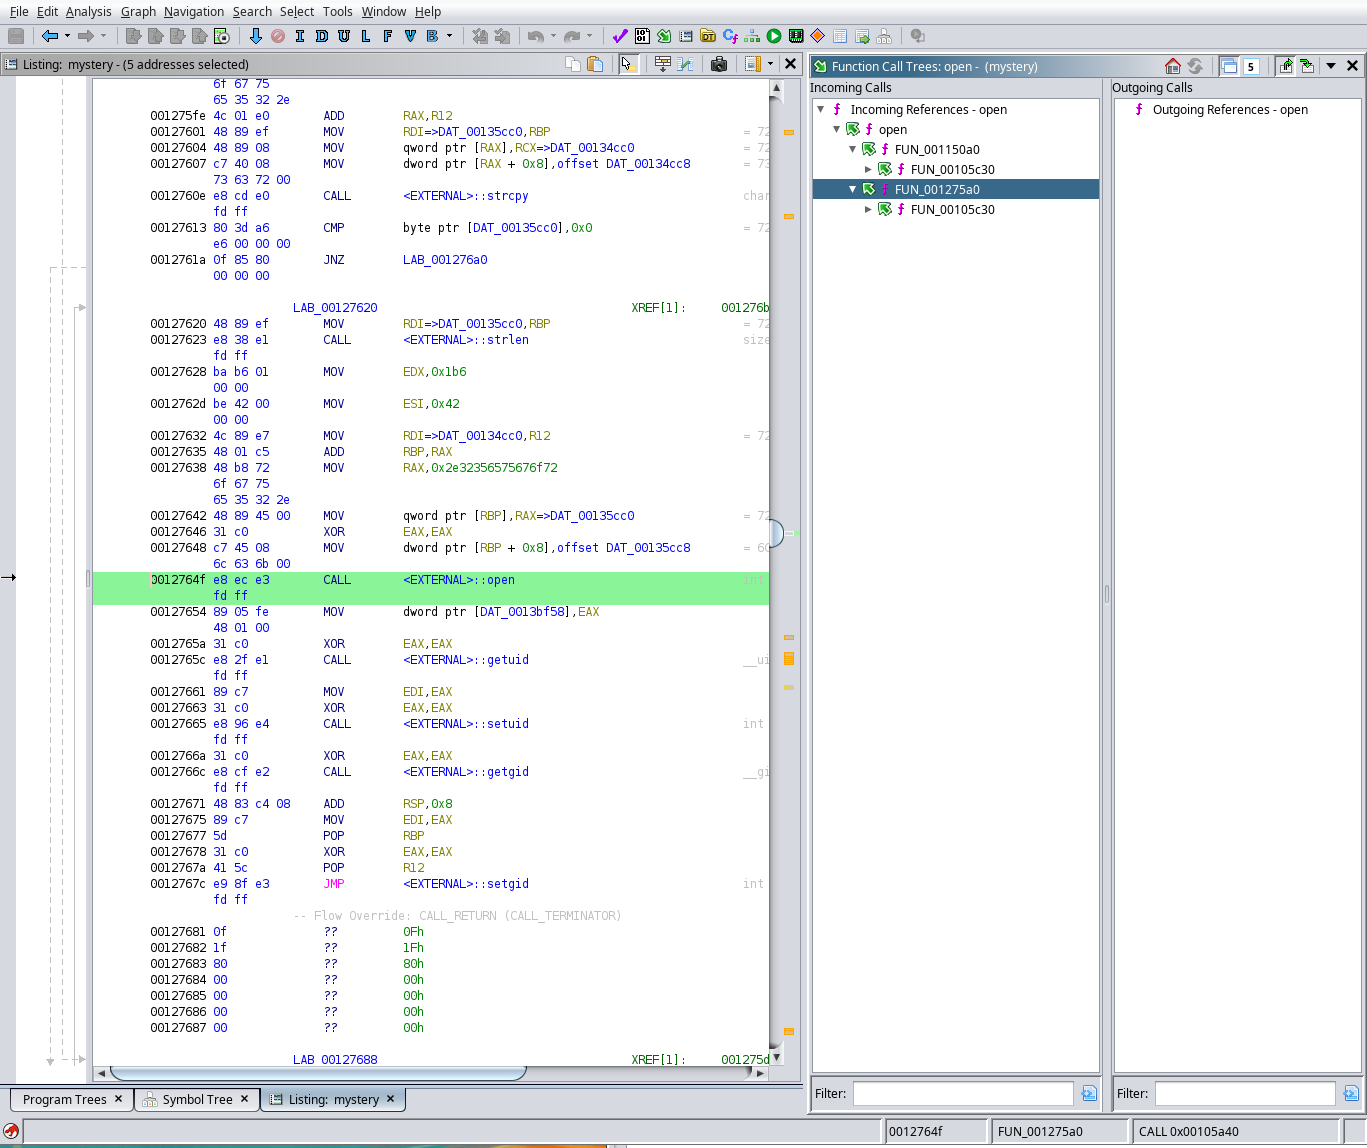 File Edit Analysis Graph Navigation Search Select Tools Window Help
I D U L F V B
Listing: mystery - (5 addresses selected)
6f 67 75
65 35 32 2e
001275fe 4c 01 e0 ADD RAX,R12
00127601 48 89 ef MOV RDI=>DAT_00135cc0,RBP = 72
00127604 48 89 08 MOV qword ptr [RAX],RCX=>DAT_00134cc0 = 72
00127607 c7 40 08 MOV dword ptr [RAX + 0x8],offset DAT_00134cc8 = 73
73 63 72 00
0012760e e8 cd e0 CALL <EXTERNAL>::strcpy char
fd ff
00127613 80 3d a6 CMP byte ptr [DAT_00135cc0],0x0 = 72
e6 00 00 00
0012761a 0f 85 80 JNZ LAB_001276a0
00 00 00
LAB_00127620 XREF[1]: 001276b
00127620 48 89 ef MOV RDI=>DAT_00135cc0,RBP = 72
00127623 e8 38 e1 CALL <EXTERNAL>::strlen size
fd ff
00127628 ba b6 01 MOV EDX,0x1b6
00 00
0012762d be 42 00 MOV ESI,0x42
00 00
00127632 4c 89 e7 MOV RDI=>DAT_00134cc0,R12 = 72
00127635 48 01 c5 ADD RBP,RAX
00127638 48 b8 72 MOV RAX,0x2e32356575676f72
6f 67 75
65 35 32 2e
00127642 48 89 45 00 MOV qword ptr [RBP],RAX=>DAT_00135cc0 = 72
00127646 31 c0 XOR EAX,EAX
00127648 c7 45 08 MOV dword ptr [RBP + 0x8],offset DAT_00135cc8 = 60
6c 63 6b 00
0012764f e8 ec e3 CALL <EXTERNAL>::open int
fd ff
00127654 89 05 fe MOV dword ptr [DAT_0013bf58],EAX
48 01 00
0012765a 31 c0 XOR EAX,EAX
0012765c e8 2f e1 CALL <EXTERNAL>::getuid __ui
fd ff
00127661 89 c7 MOV EDI,EAX
00127663 31 c0 XOR EAX,EAX
00127665 e8 96 e4 CALL <EXTERNAL>::setuid int
fd ff
0012766a 31 c0 XOR EAX,EAX
0012766c e8 cf e2 CALL <EXTERNAL>::getgid __gi
fd ff
00127671 48 83 c4 08 ADD RSP,0x8
00127675 89 c7 MOV EDI,EAX
00127677 5d POP RBP
00127678 31 c0 XOR EAX,EAX
0012767a 41 5c POP R12
0012767c e9 8f e3 JMP <EXTERNAL>::setgid int
fd ff
-- Flow Override: CALL_RETURN (CALL_TERMINATOR)
00127681 0f ?? 0Fh
00127682 1f ?? 1Fh
00127683 80 ?? 80h
00127684 00 ?? 00h
00127685 00 ?? 00h
00127686 00 ?? 00h
00127687 00 ?? 00h
LAB_00127688 XREF[1]: 001275d
Program Trees
Symbol Tree
Listing: mystery
Function Call Trees: open - (mystery)
5
Incoming Calls
Incoming References - open
open
FUN_001150a0
FUN_00105c30
FUN_001275a0
FUN_00105c30
Filter:
Outgoing Calls
Outgoing References - open
Filter:
0012764f FUN_001275a0 CALL 0x00105a40